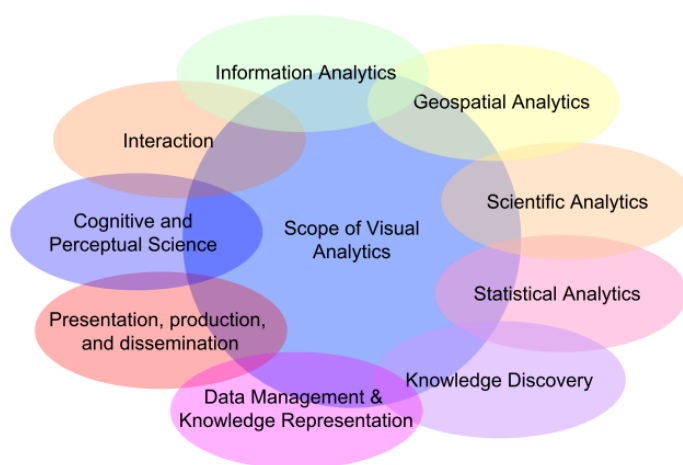 Information Analytics
Geospatial Analytics
Interaction
Scientific Analytics
Cognitive and
Perceptual Science
Scope of Visual
Analytics
Statistical Analytics
Presentation, production,
and dissemination
Knowledge Discovery
Data Management &
Knowledge Representation